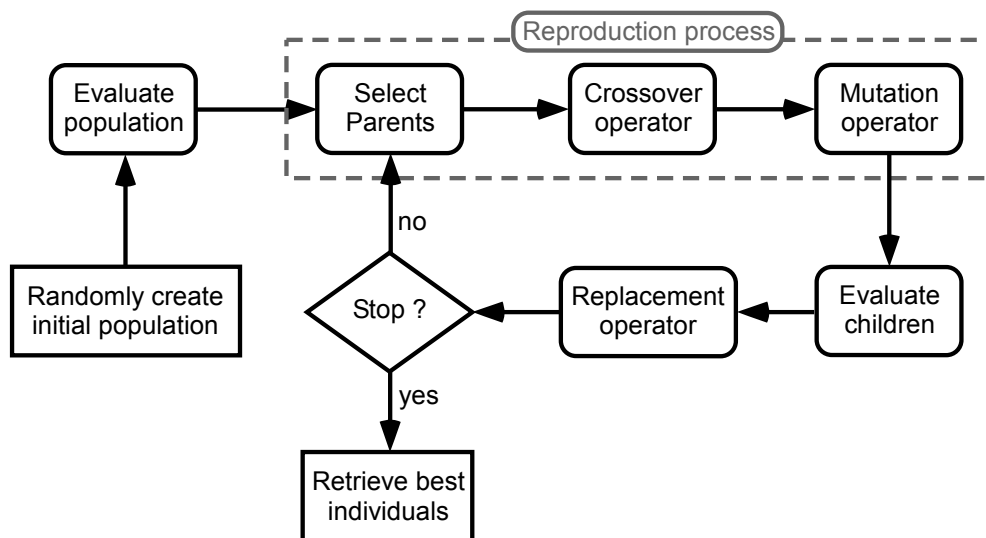 Reproduction process
Evaluate
population
Select
Parents
Crossover
operator
Mutation
operator
no
Randomly create
initial population
Stop ?
Replacement
operator
Evaluate
children
yes
Retrieve best
individuals